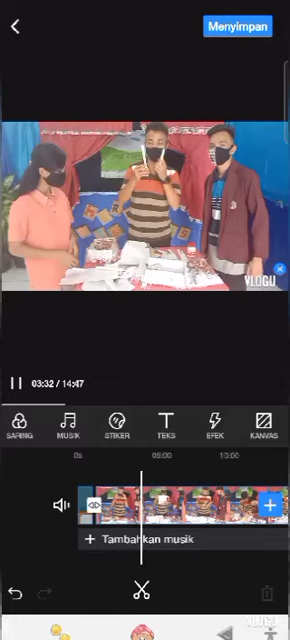 Menyimpan
VLOGU
03:32 / 14:47
SARING MUSIK STIKER TEKS EFEK KANVAS
0s 05:00 10:00
+ Tambahkan musik
VLOGU